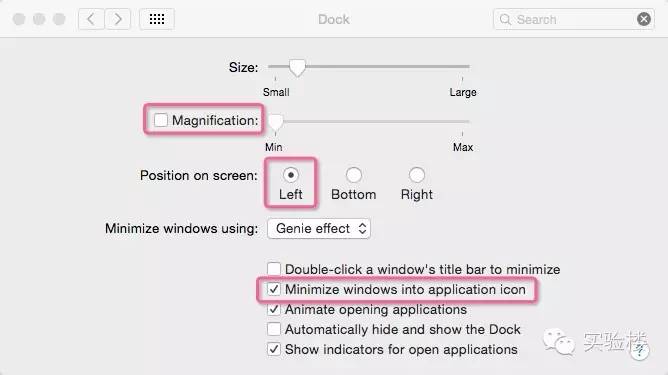 Dock
Search
Size:
Small Large
Magnification:
Min Max
Position on screen:
Left Bottom Right
Minimize windows using: Genie effect
Double-click a window's title bar to minimize
Minimize windows into application icon
Animate opening applications
Automatically hide and show the Dock
Show indicators for open applications
实验楼
?